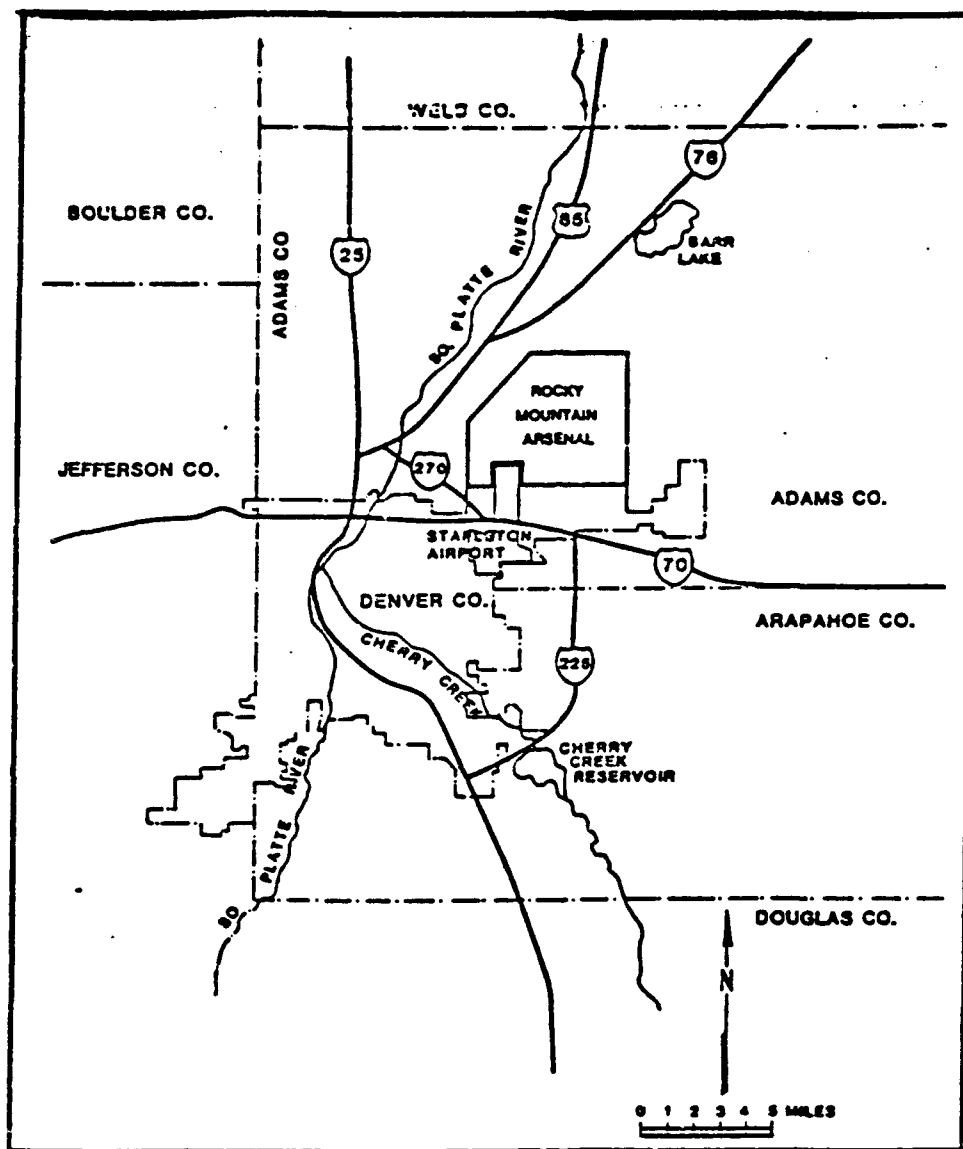 WELD CO.
76
BOULDER CO.
85
BARR
LAKE
25
ADAMS CO
SO. PLATTE RIVER
ROCKY
MOUNTAIN
ARSENAL
JEFFERSON CO.
270
ADAMS CO.
STAPLETON
AIRPORT
70
DENVER CO.
ARAPAHOE CO.
CHERRY CREEK
225
CHERRY
CREEK
RESERVOIR
SO PLATTE RIVER
DOUGLAS CO.
N
0 1 2 3 4 5 MILES